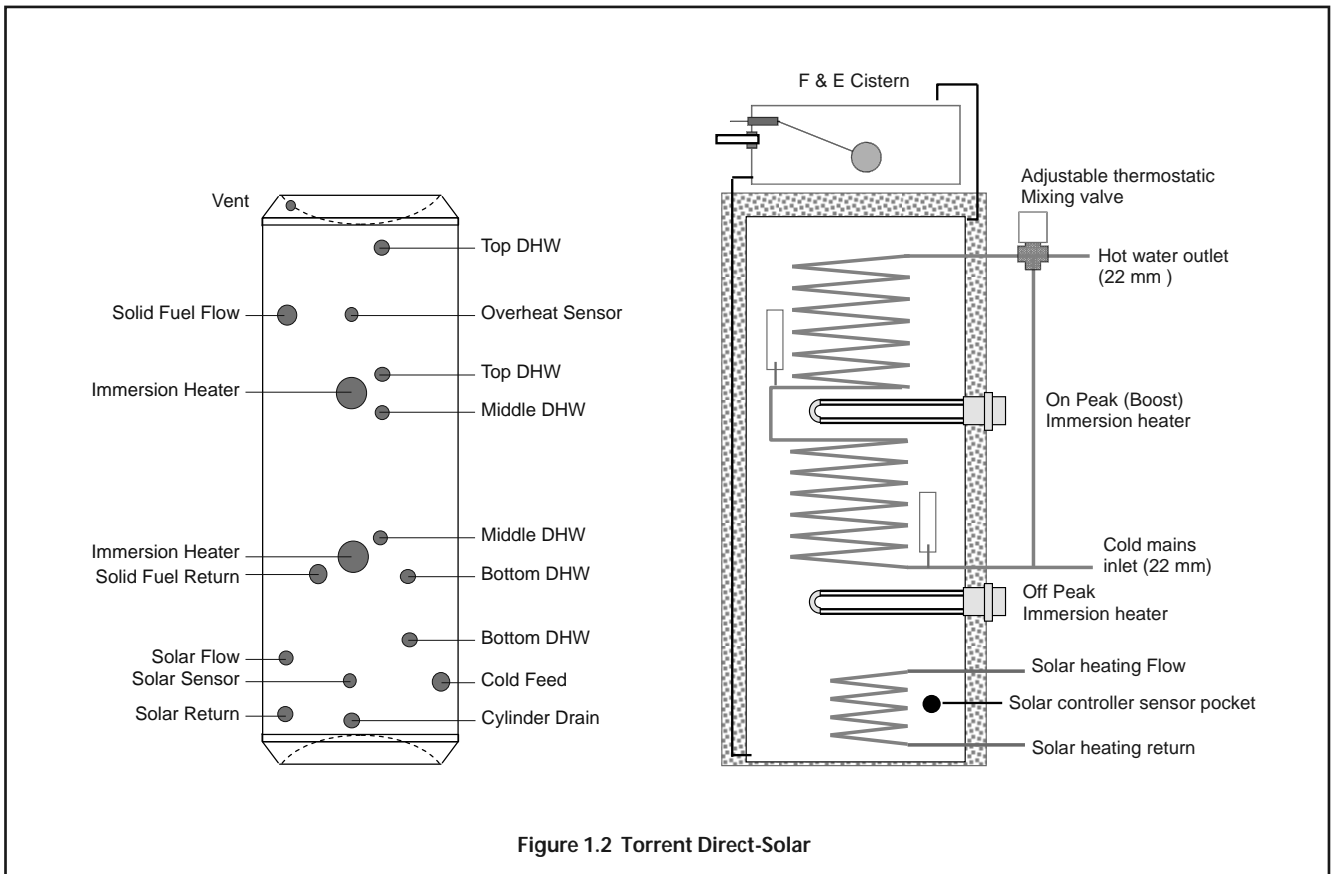 Vent
Top DHW
Solid Fuel Flow
Overheat Sensor
Top DHW
Immersion Heater
Middle DHW
Middle DHW
Immersion Heater
Solid Fuel Return
Bottom DHW
Bottom DHW
Solar Flow
Solar Sensor
Cold Feed
Solar Return
Cylinder Drain
F & E Cistern
Adjustable thermostatic
Mixing valve
Hot water outlet
(22 mm )
On Peak (Boost)
Immersion heater
Cold mains
inlet (22 mm)
Off Peak
Immersion heater
Solar heating Flow
Solar controller sensor pocket
Solar heating return
Figure 1.2 Torrent Direct-Solar